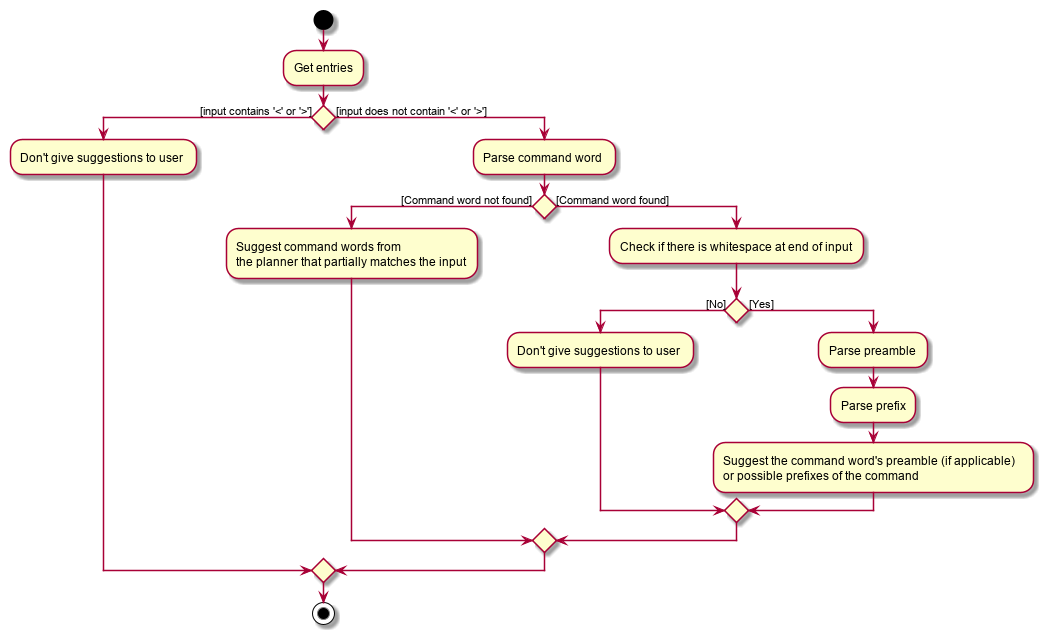 Get entries
[input contains '<' or '>']
[input does not contain '<' or '>']
Don't give suggestions to user
Parse command word
[Command word not found]
[Command word found]
Suggest command words from
the planner that partially matches the input
Check if there is whitespace at end of input
[No]
[Yes]
Don't give suggestions to user
Parse preamble
Parse prefix
Suggest the command word's preamble (if applicable)
or possible prefixes of the command